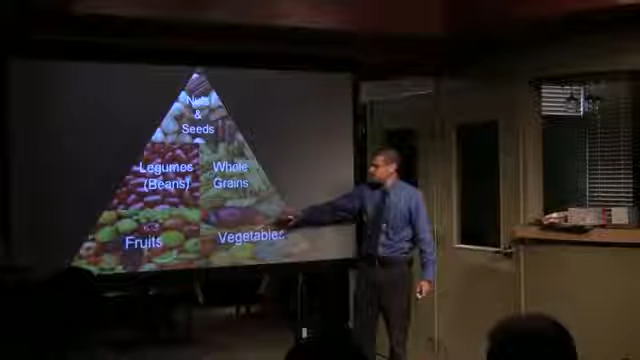 Nuts
&
Seeds
Legumes
(Beans)
Whole
Grains
Fruits
Vegetables